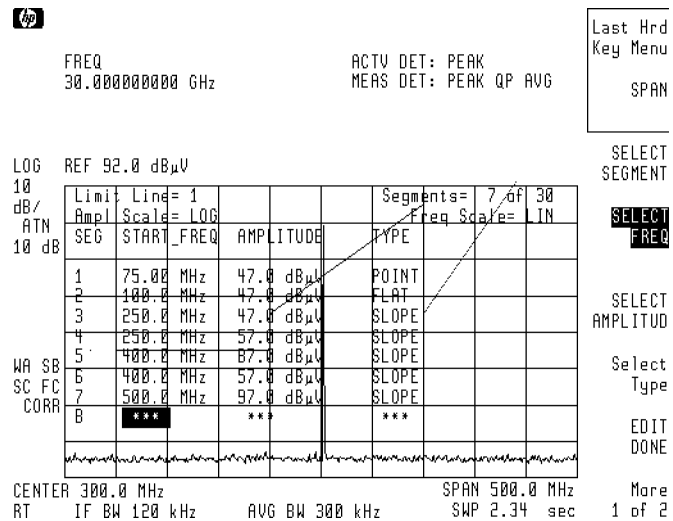 hp
Last Hrd
Key Menu
SPAN
FREQ
30.000000000 GHz
ACTV DET: PEAK
MEAS DET: PEAK QP AVG
LOG
10
dB/
ATN
10 dB
REF 92.0 dBµV
Limit Line= 1
Segments= 7 of 30
Ampl Scale= LOG
Freq Scale= LIN
SEG START_FREQ AMPLITUDE TYPE
1 75.00 MHz 47.0 dBµV POINT
2 100.0 MHz 47.0 dBµV FLAT
3 250.0 MHz 47.0 dBµV SLOPE
4 250.0 MHz 57.0 dBµV SLOPE
5 400.0 MHz 87.0 dBµV SLOPE
6 400.0 MHz 57.0 dBµV SLOPE
7 500.0 MHz 97.0 dBµV SLOPE
8 *** *** ***
WA SB
SC FC
CORR
SELECT
SEGMENT
SELECT
FREQ
SELECT
AMPLITUD
Select
Type
EDIT
DONE
More
1 of 2
CENTER 300.0 MHz
SPAN 500.0 MHz
RT IF BW 120 kHz AVG BW 300 kHz SWP 2.34 sec